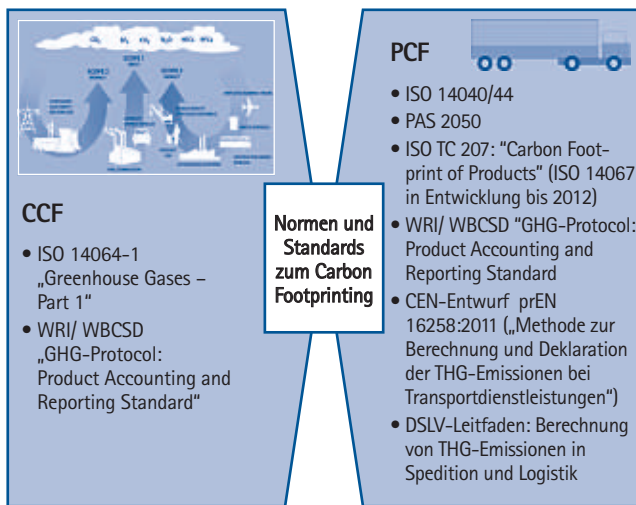 CCF
• ISO 14064-1
„Greenhouse Gases –
Part 1“
• WRI/ WBCSD
„GHG-Protocol:
Product Accounting and
Reporting Standard“
Normen und
Standards
zum Carbon
Footprinting
PCF
• ISO 14040/44
• PAS 2050
• ISO TC 207: “Carbon Foot-
print of Products” (ISO 14067
in Entwicklung bis 2012)
• WRI/ WBCSD “GHG-Protocol:
Product Accounting and
Reporting Standard
• CEN-Entwurf prEN
16258:2011 („Methode zur
Berechnung und Deklaration
der THG-Emissionen bei
Transportdienstleistungen“)
• DSLV-Leitfaden: Berechnung
von THG-Emissionen in
Spedition und Logistik